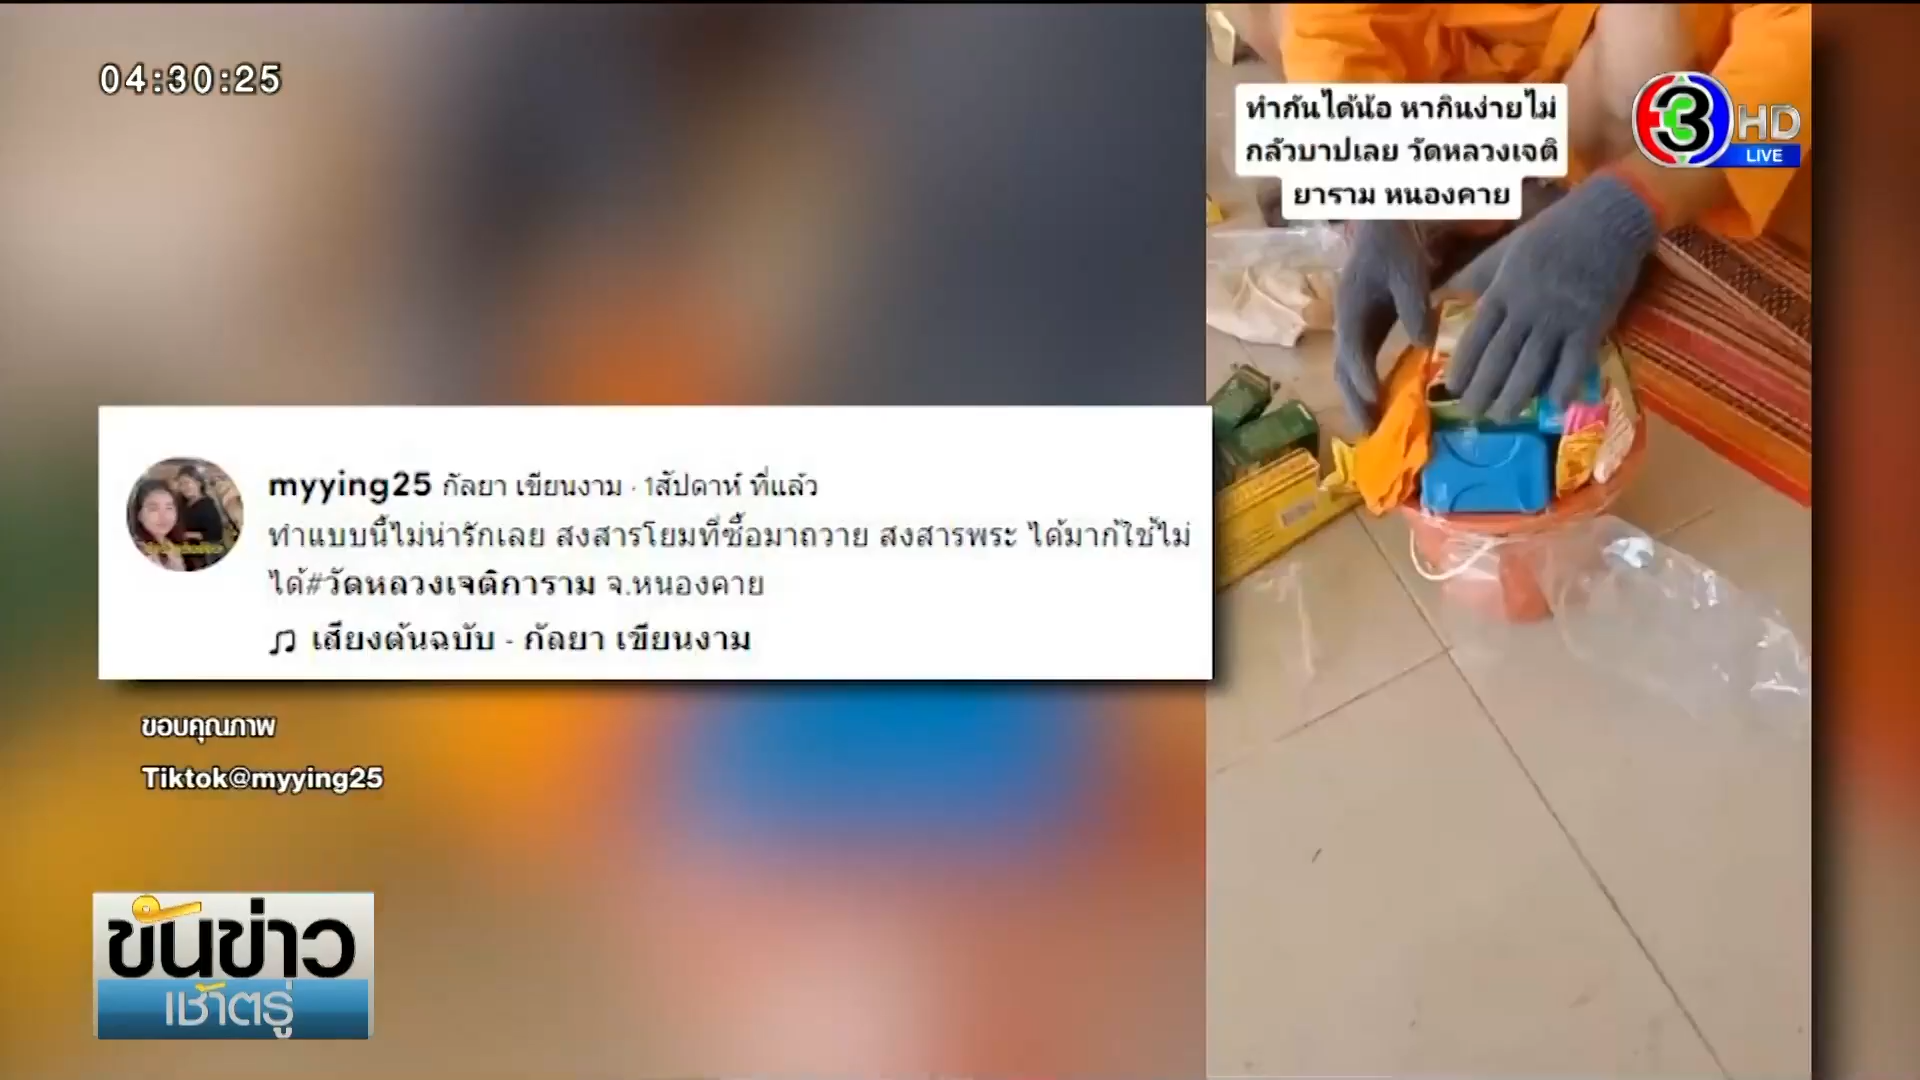 04:30:25
ทำกันได้น้อ หากินง่ายไม่
กลัวบาปเลย วัดหลวงเจติ
ยาราม หนองคาย
3 HD
LIVE
myying25 กัลยา เขียนงาม · 1สัปดาห์ ที่แล้ว
ทำแบบนี้ไม่น่ารักเลย สงสารโยมที่ซื้อมาถวาย สงสารพระ ได้มาก้ใช้ไม่
ได้#วัดหลวงเจติการาม จ.หนองคาย
เสียงต้นฉบับ - กัลยา เขียนงาม
ขอบคุณภาพ
Tiktok@myying25
ขันข่าว
เช้าตรู่